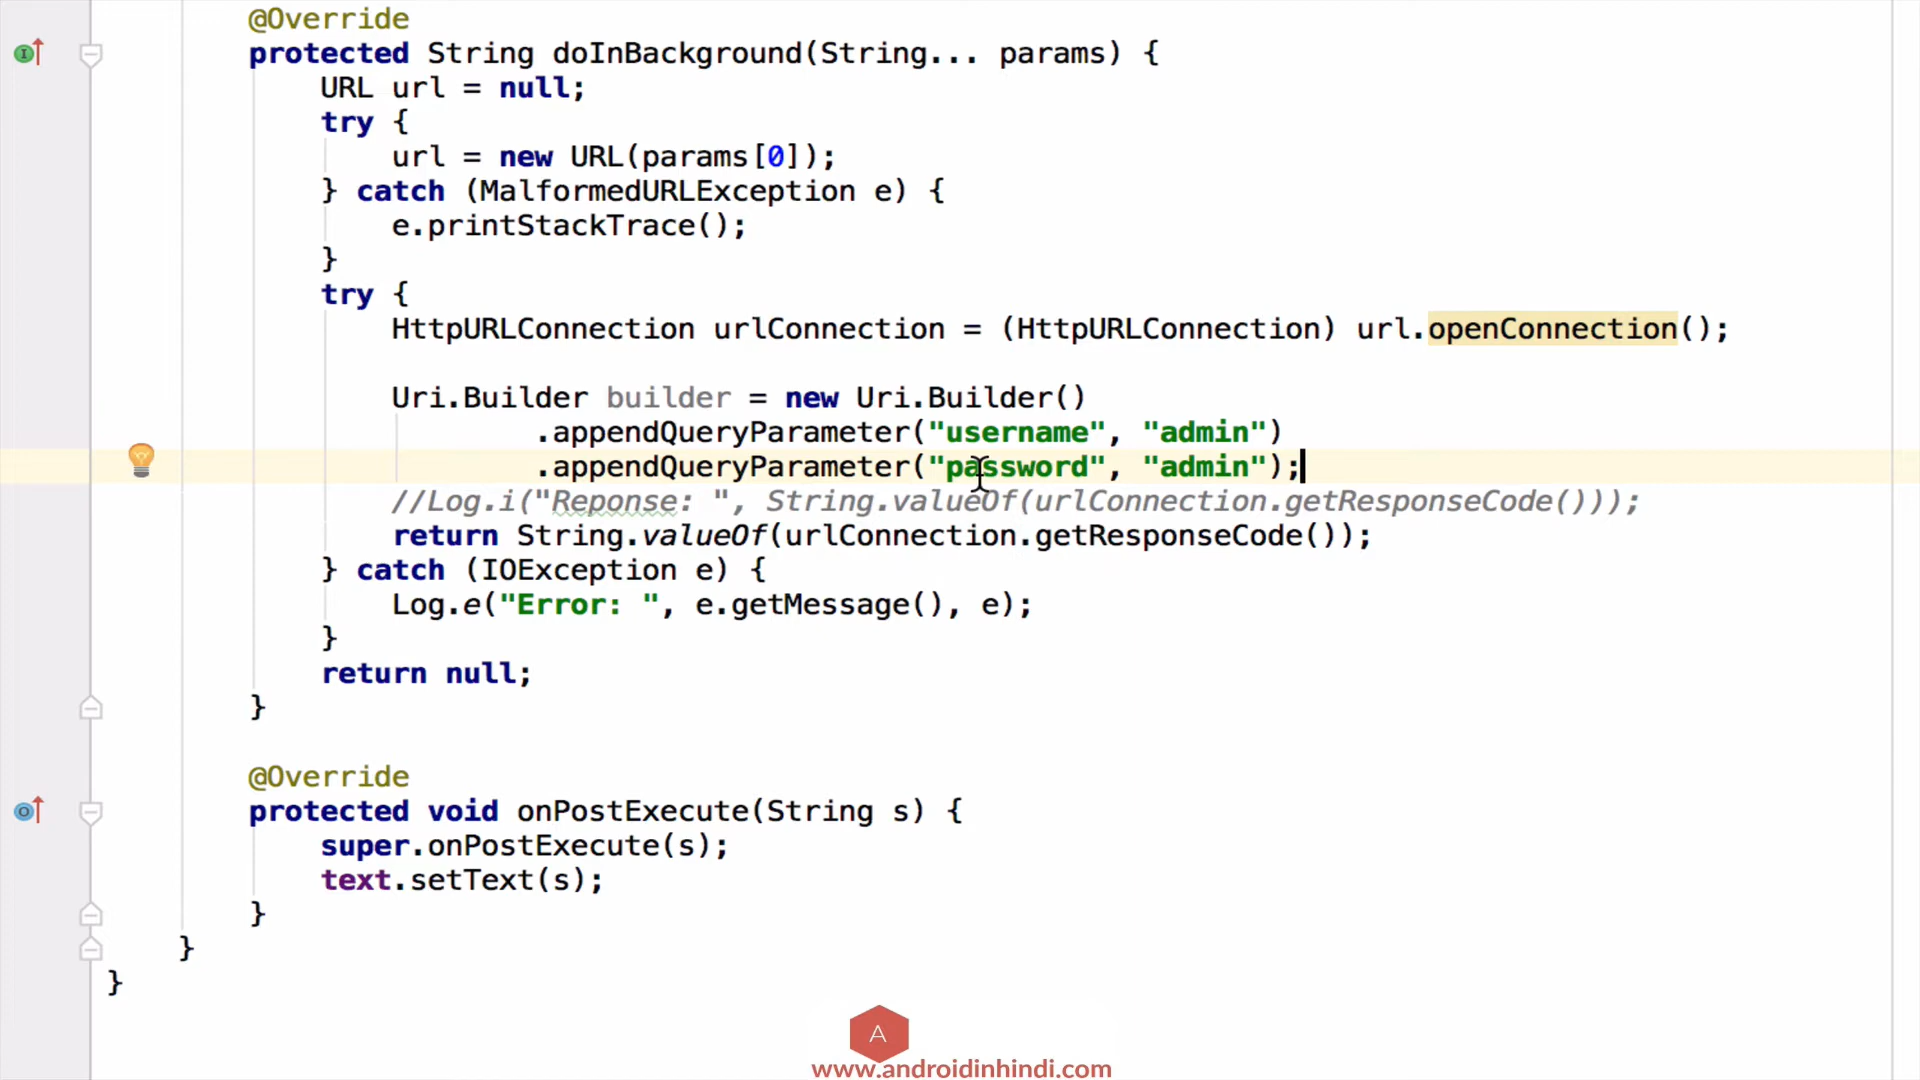 @Override
protected String doInBackground(String... params) {
URL url = null;
try {
url = new URL(params[0]);
} catch (MalformedURLException e) {
e.printStackTrace();
}
try {
HttpURLConnection urlConnection = (HttpURLConnection) url.openConnection();
Uri.Builder builder = new Uri.Builder()
.appendQueryParameter("username", "admin")
.appendQueryParameter("password", "admin");
//Log.i("Reponse: ", String.valueOf(urlConnection.getResponseCode()));
return String.valueOf(urlConnection.getResponseCode());
} catch (IOException e) {
Log.e("Error: ", e.getMessage(), e);
}
return null;
}
@Override
protected void onPostExecute(String s) {
super.onPostExecute(s);
text.setText(s);
}
}
}
A
www.androidinhindi.com